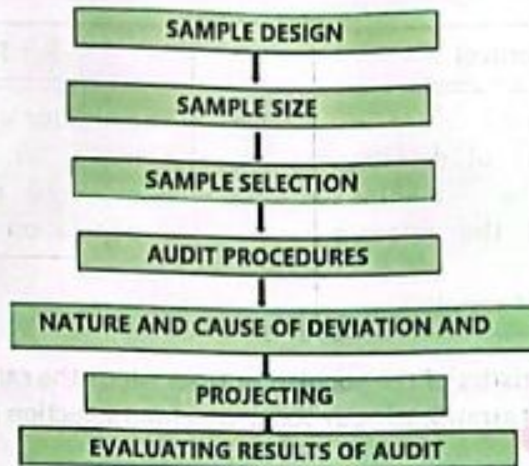 SAMPLE DESIGN
SAMPLE SIZE
SAMPLE SELECTION
AUDIT PROCEDURES
NATURE AND CAUSE OF DEVIATION AND
PROJECTING
EVALUATING RESULTS OF AUDIT